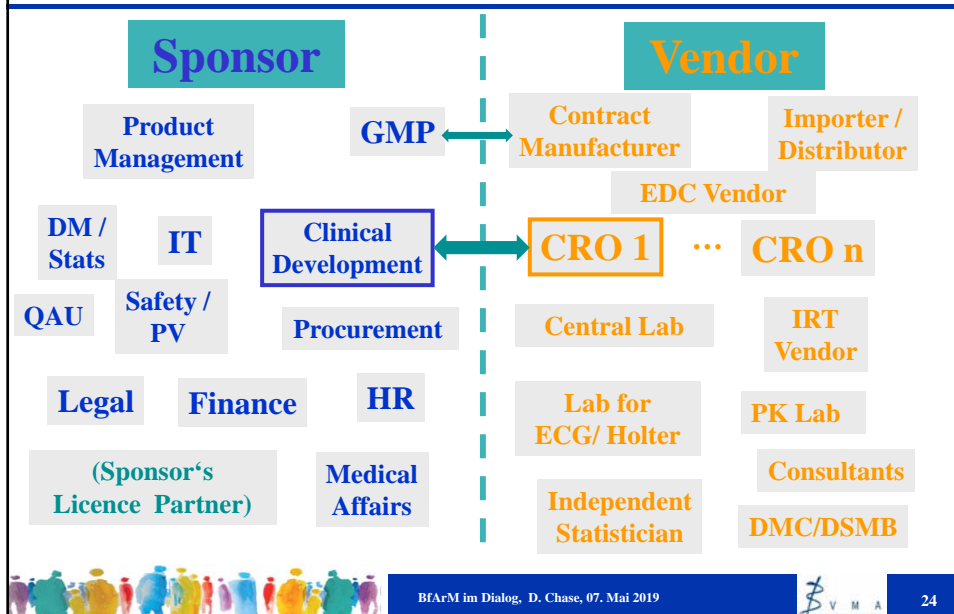 Sponsor
Vendor
Product
Management
GMP
Contract
Manufacturer
Importer /
Distributor
EDC Vendor
DM /
Stats
IT
Clinical
Development
CRO 1
...
CRO n
QAU
Safety /
PV
Procurement
Central Lab
IRT
Vendor
Legal
Finance
HR
Lab for
ECG/ Holter
PK Lab
(Sponsor‘s
Licence Partner)
Medical
Affairs
Consultants
Independent
Statistician
DMC/DSMB
BfArM im Dialog, D. Chase, 07. Mai 2019
B V M A
24